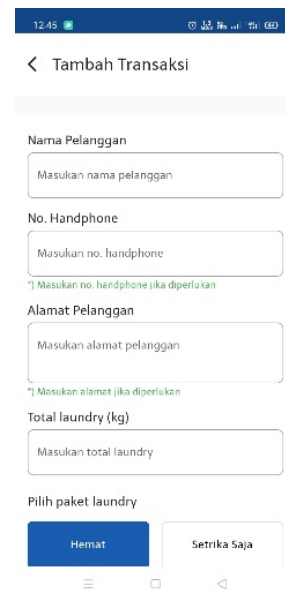 12.45
Tambah Transaksi
Nama Pelanggan
Masukan nama pelanggan
No. Handphone
Masukan no. handphone
*) Masukan no. handphone jika diperlukan
Alamat Pelanggan
Masukan alamat pelanggan
*) Masukan alamat jika diperlukan
Total laundry (kg)
Masukan total laundry
Pilih paket laundry
Hemat Setrika Saja